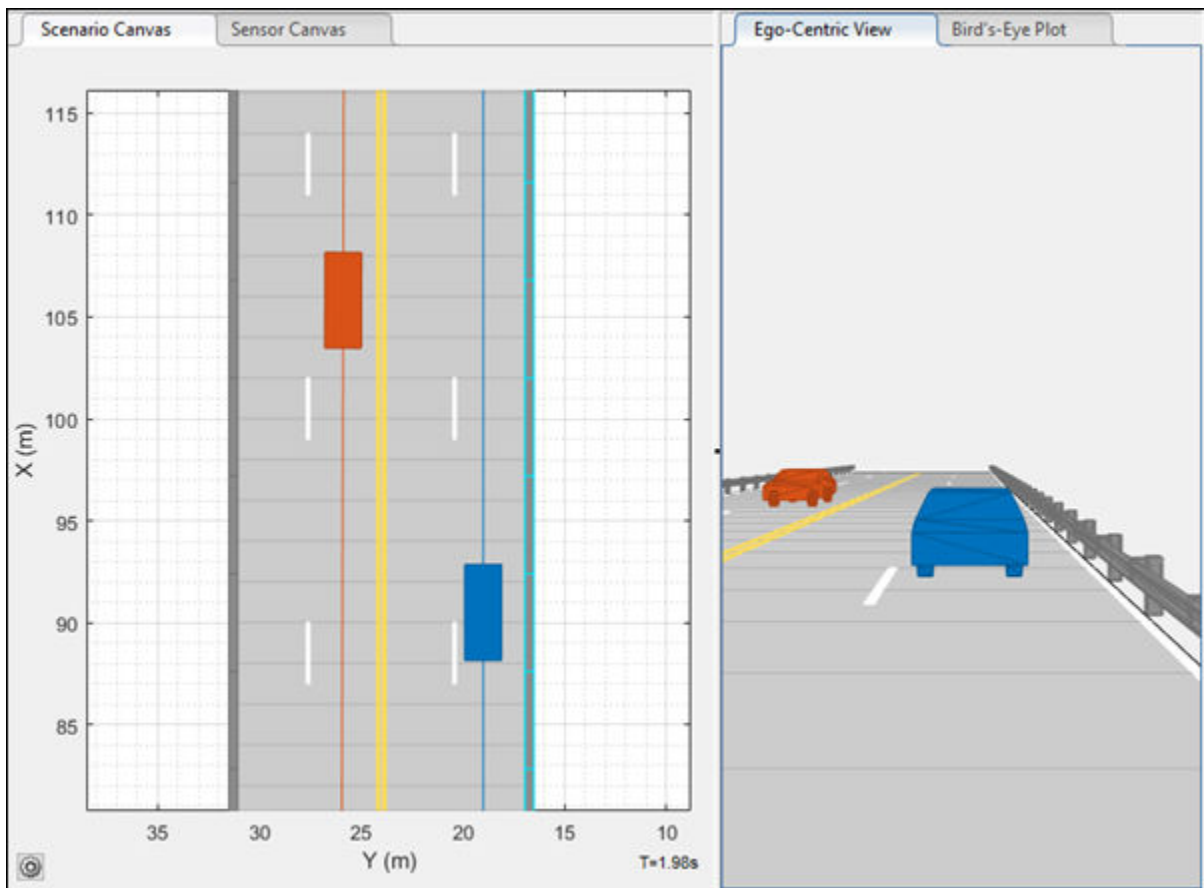 Scenario Canvas
Sensor Canvas
Ego-Centric View
Bird's-Eye Plot
115
110
105
100
95
90
85
X (m)
35
30
25
20
15
10
Y (m)
T=1.98s